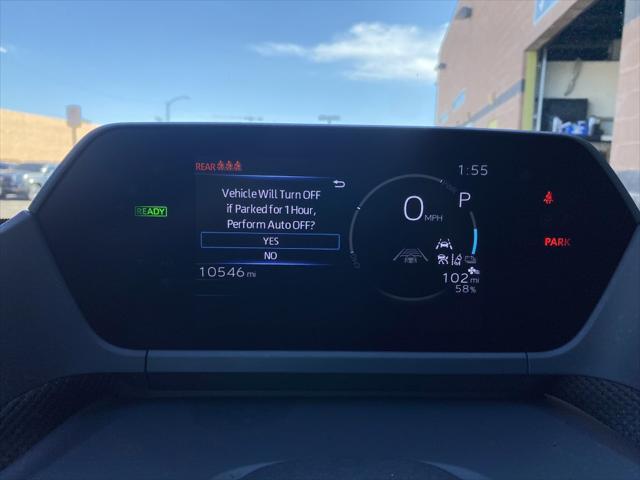 REAR
1:55
Vehicle Will Turn OFF
if Parked for 1 Hour,
Perform Auto OFF?
YES
NO
READY
0 MPH
P
PARK
10546 mi
102 mi
58%